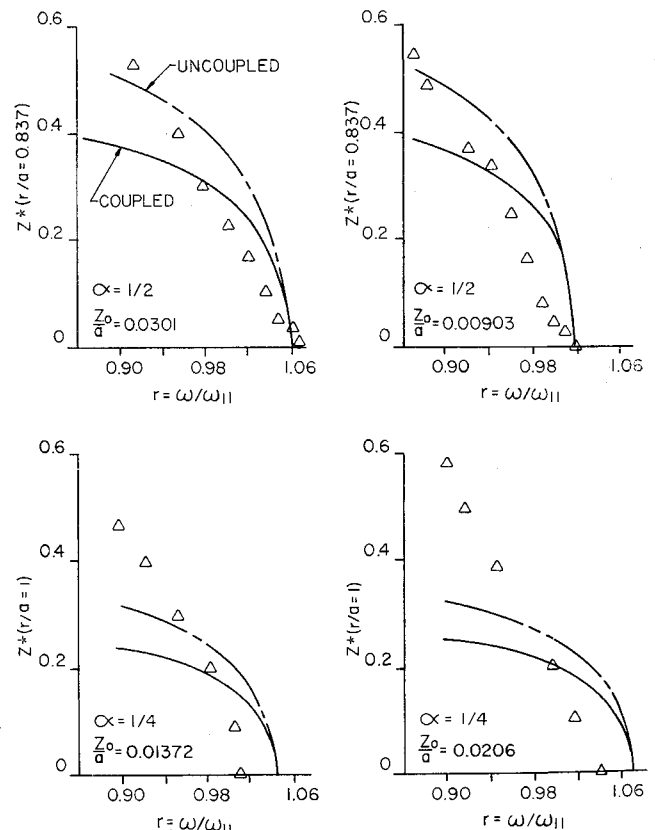 0.6
0.4
0.2
0
Z*(r/a=0.837)
UNCOUPLED
COUPLED
∝ = 1/2
Zo/a = 0.0301
0.90 0.98 1.06
r = ω/ω11
0.6
0.4
0.2
0
Z*(r/a=0.837)
∝ = 1/2
Zo/a = 0.00903
0.90 0.98 1.06
r = ω/ω11
0.6
0.4
0.2
0
Z*(r/a=1)
∝ = 1/4
Zo/a = 0.01372
0.90 0.98 1.06
r = ω/ω11
0.6
0.4
0.2
0
Z*(r/a=1)
∝ = 1/4
Zo/a = 0.0206
0.90 0.98 1.06
r = ω/ω11